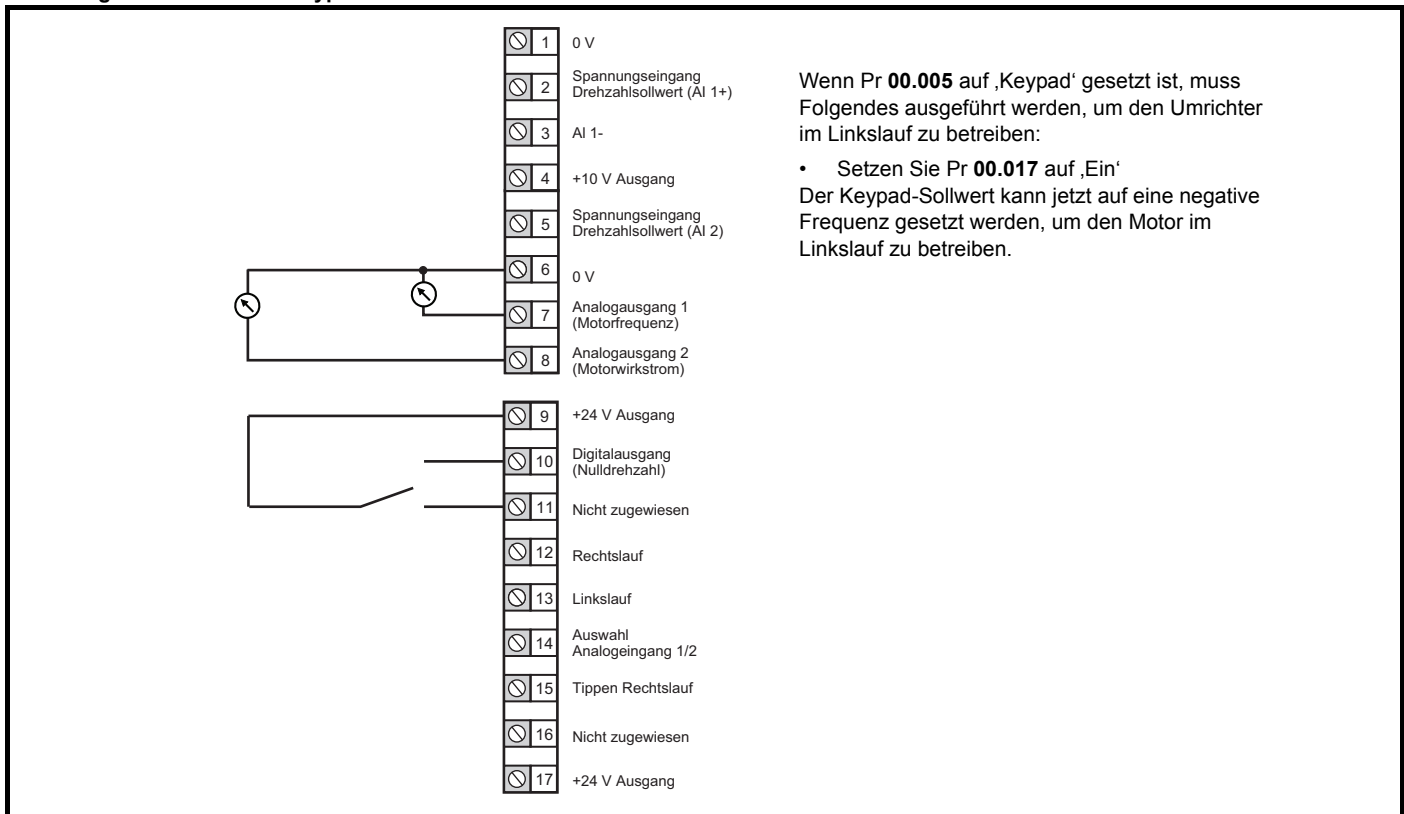 1 0 V
2 Spannungseingang
Drehzahlsollwert (AI 1+)
3 AI 1-
4 +10 V Ausgang
5 Spannungseingang
Drehzahlsollwert (AI 2)
6 0 V
7 Analogausgang 1
(Motorfrequenz)
8 Analogausgang 2
(Motorwirkstrom)
9 +24 V Ausgang
10 Digitalausgang
(Nulldrehzahl)
11 Nicht zugewiesen
12 Rechtslauf
13 Linkslauf
14 Auswahl
Analogeingang 1/2
15 Tippen Rechtslauf
16 Nicht zugewiesen
17 +24 V Ausgang
Wenn Pr 00.005 auf ‚Keypad‘ gesetzt ist, muss
Folgendes ausgeführt werden, um den Umrichter
im Linkslauf zu betreiben:
• Setzen Sie Pr 00.017 auf ‚Ein‘
Der Keypad-Sollwert kann jetzt auf eine negative
Frequenz gesetzt werden, um den Motor im
Linkslauf zu betreiben.